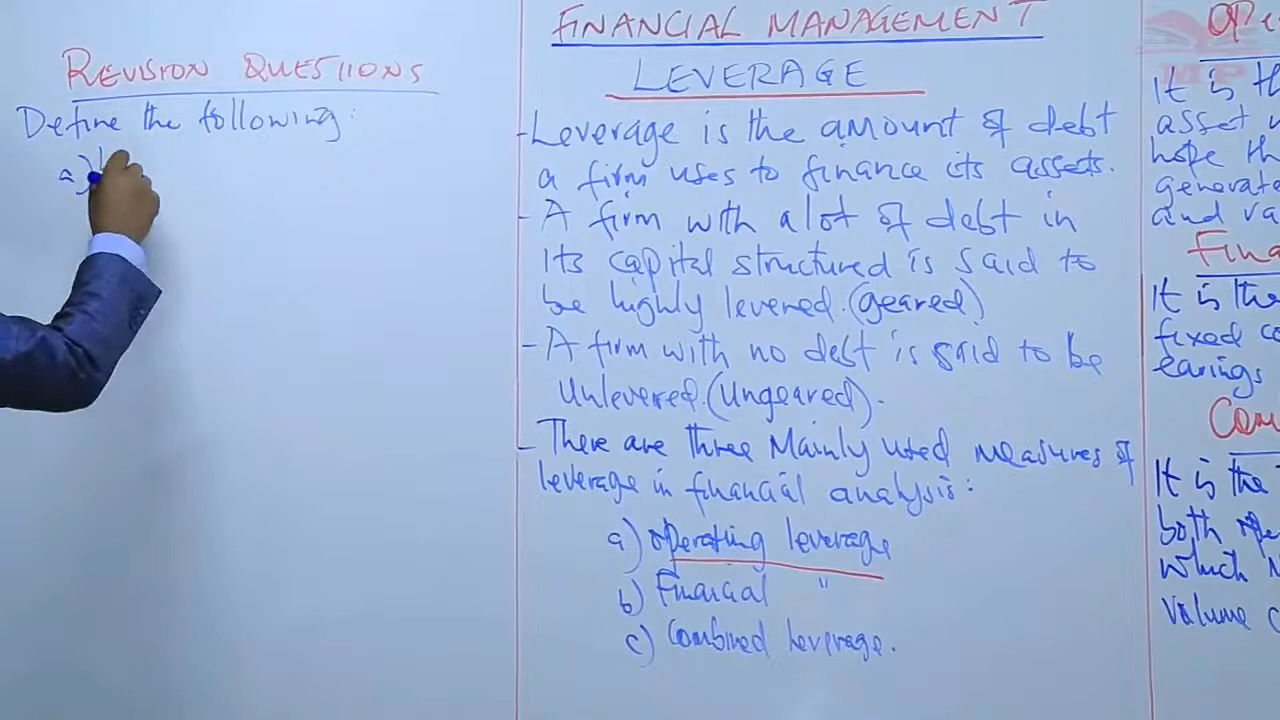 REVISION QUESTIONS
Define the following:
a)
FINANCIAL MANAGEMENT
LEVERAGE
-Leverage is the amount of debt
a firm uses to finance its assets.
- A firm with a lot of debt in
its capital structured is said to
be highly levered.(geared)
- A firm with no debt is said to be
Unlevered.(Ungeared).
- There are three Mainly used measures of
leverage in financial analysis:
a) operating leverage
b) Financial "
c) Combined leverage.
It is th
asset
hope th
generate
and va
Fina
It is the
fixed co
earings
Com
It is the
both ope
which
volume c